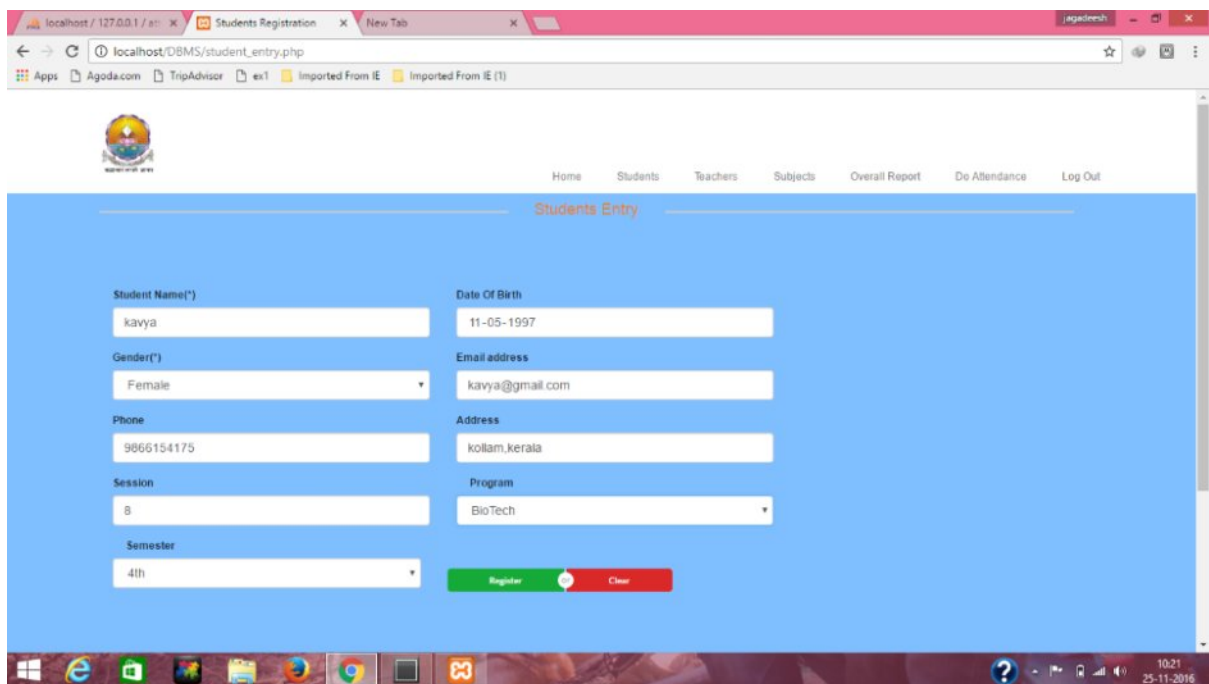 localhost / 127.0.0.1 / att
Students Registration
New Tab
jagadeesh
localhost/DBMS/student_entry.php
Apps Agoda.com TripAdvisor ex1 Imported From IE Imported From IE (1)
Home Students Teachers Subjects Overall Report Do Attendance Log Out
Students Entry
Student Name(*) Date Of Birth
kavya 11-05-1997
Gender(*) Email address
Female kavya@gmail.com
Phone Address
9866154175 kollam,kerala
Session Program
8 BioTech
Semester
4th
Register or Clear
10:21
25-11-2016